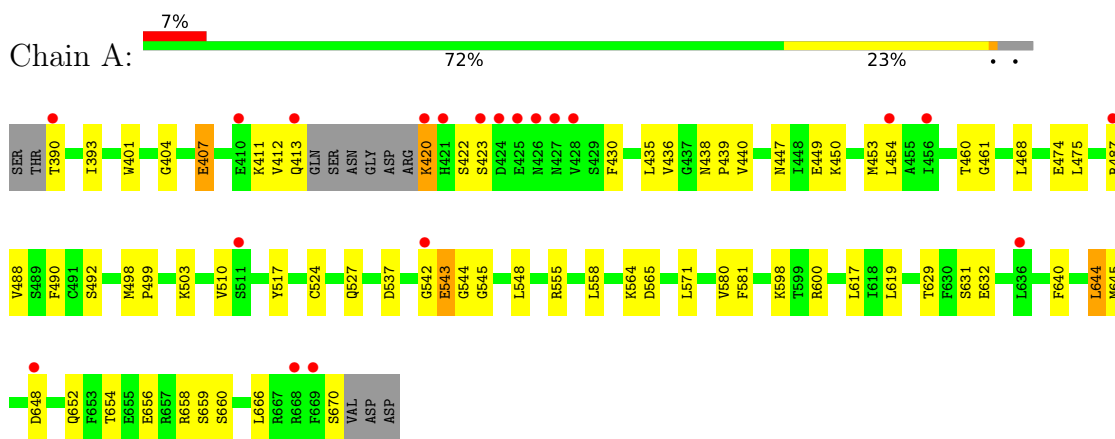 7%
Chain A:
72% 23% • •
SER THR T390 I393 W401 G404 E407 E410 K411 V412 Q413 GLN SER ASN GLY ASP ARG K420 H421 S422 S423 D424 E425 N426 N427 V428 S429 F430 L435 V436 G437 N438 P439 V440 N447 I448 E449 K450 M453 L454 A455 I456 T460 G461 L468 E474 L475 R487
V488 S489 F490 C491 S492 M498 P499 K503 V510 S511 Y517 C524 Q527 D537 G542 E543 G544 G545 L548 R555 L558 K564 D565 L571 V580 F581 K598 T599 R600 L617 I618 L619 T629 F630 S631 E632 L636 F640 L644 M645
D648 Q652 F653 T654 E655 E656 R657 R658 S659 S660 L666 R667 R668 F669 S670 VAL ASP ASP